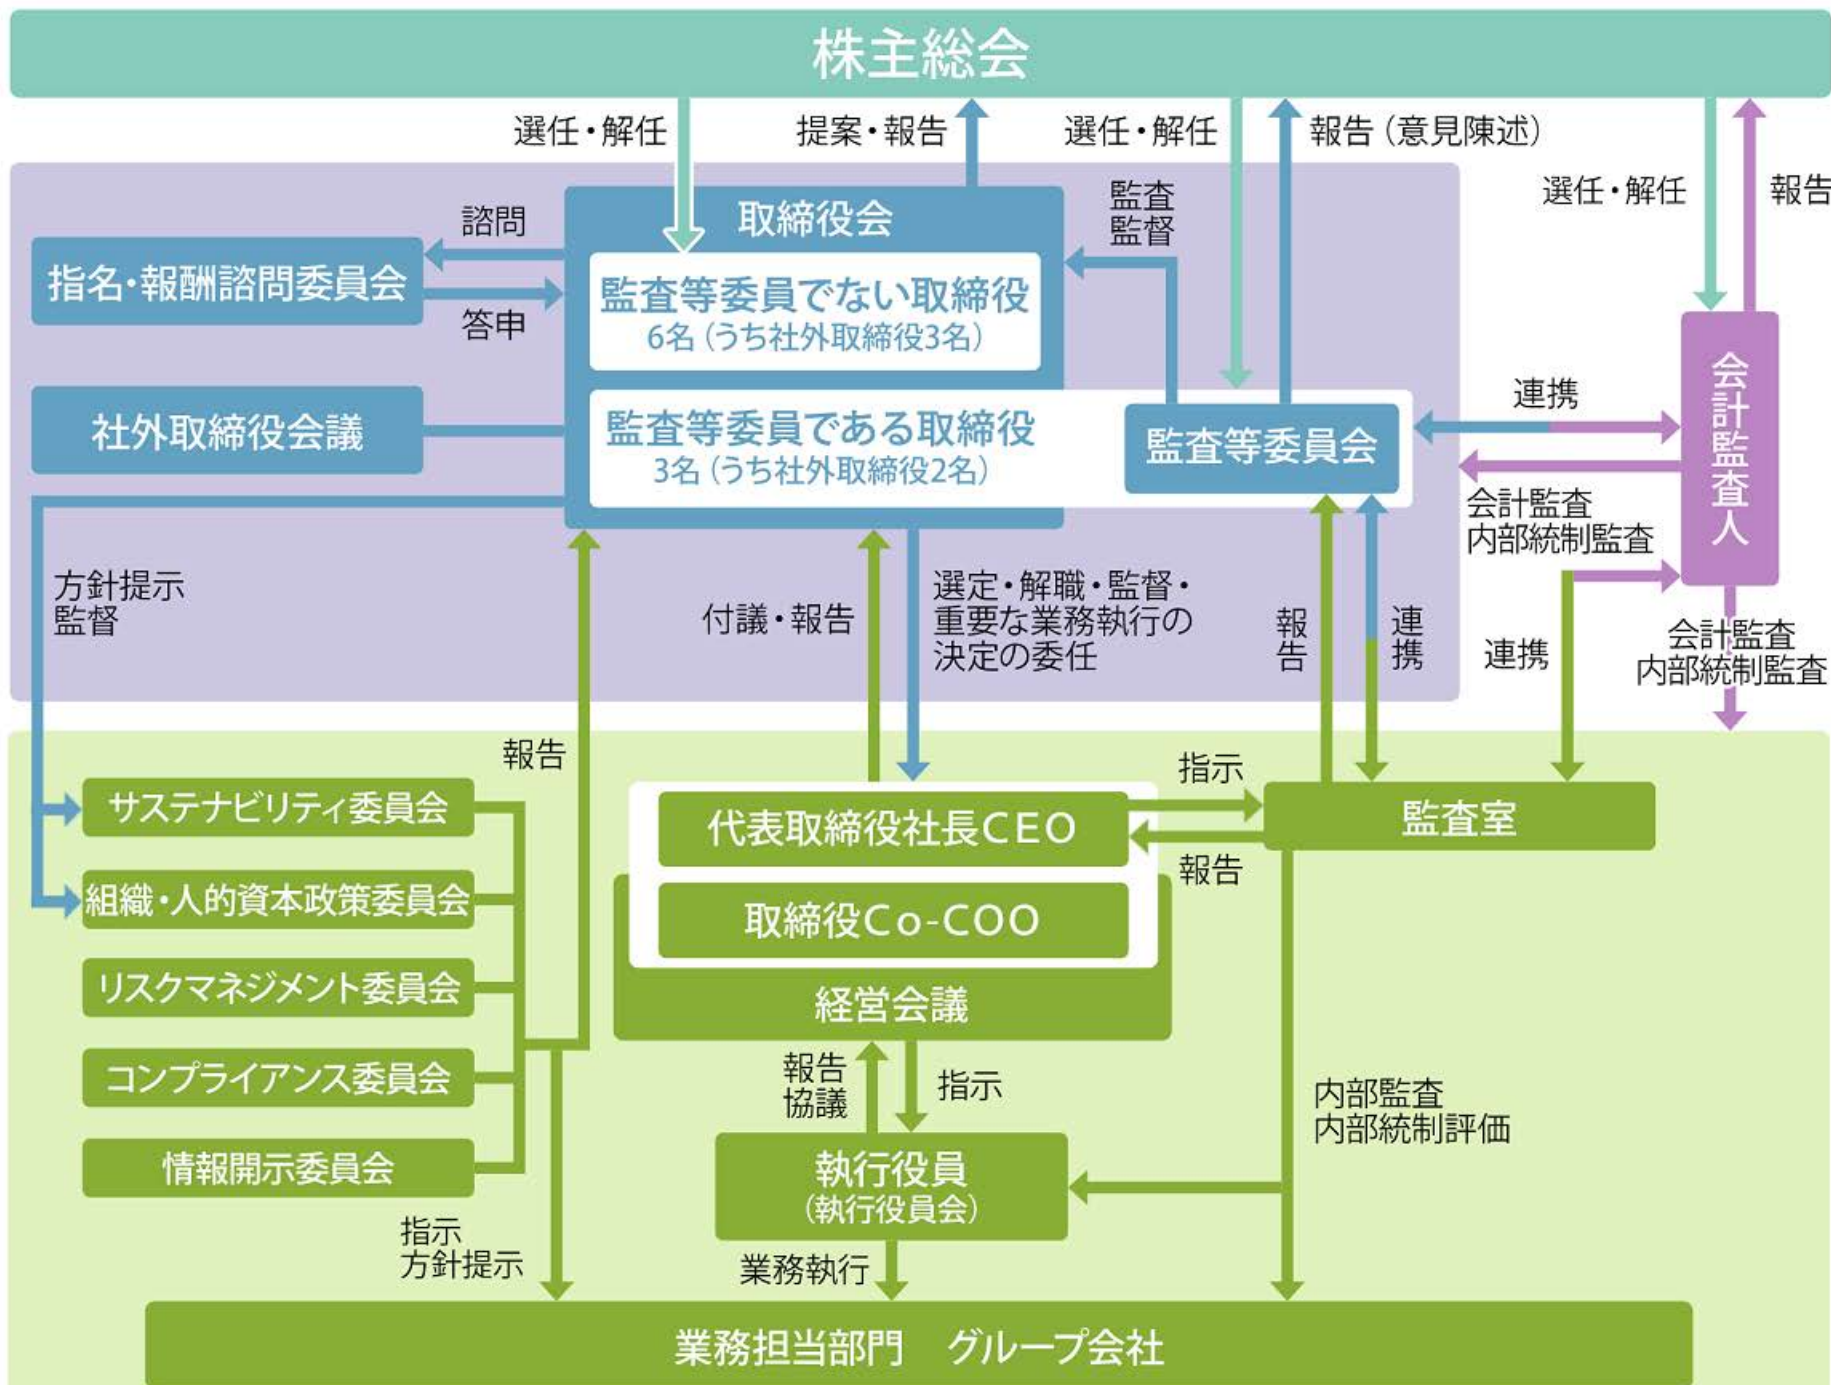 株主総会
選任・解任
提案・報告
選任・解任
報告（意見陳述）
選任・解任
報告
諮問
取締役会
監査
監督
指名・報酬諮問委員会
監査等委員でない取締役
6名（うち社外取締役3名）
答申
社外取締役会議
監査等委員である取締役
3名（うち社外取締役2名）
監査等委員会
連携
会計監査人
会計監査
内部統制監査
方針提示
監督
付議・報告
選定・解職・監督・
重要な業務執行の
決定の委任
報告
連携
連携
会計監査
内部統制監査
報告
サステナビリティ委員会
組織・人的資本政策委員会
リスクマネジメント委員会
コンプライアンス委員会
情報開示委員会
代表取締役社長CEO
指示
監査室
報告
取締役Co-COO
経営会議
報告
協議
指示
内部監査
内部統制評価
執行役員
（執行役員会）
指示
方針提示
業務執行
業務担当部門　グループ会社